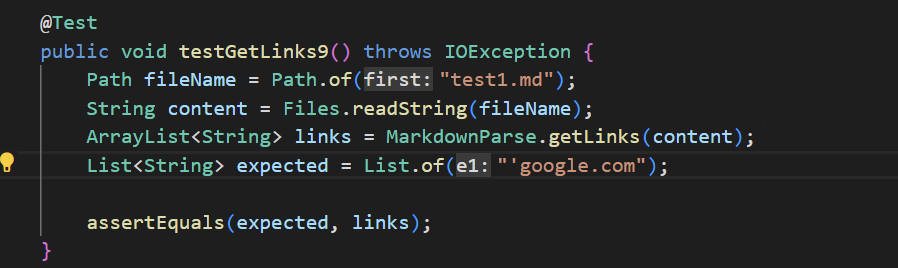 @Test
public void testGetLinks9() throws IOException {
    Path fileName = Path.of(first: "test1.md");
    String content = Files.readString(fileName);
    ArrayList<String> links = MarkdownParse.getLinks(content);
    List<String> expected = List.of(e1: "'google.com");
    assertEquals(expected, links);
}